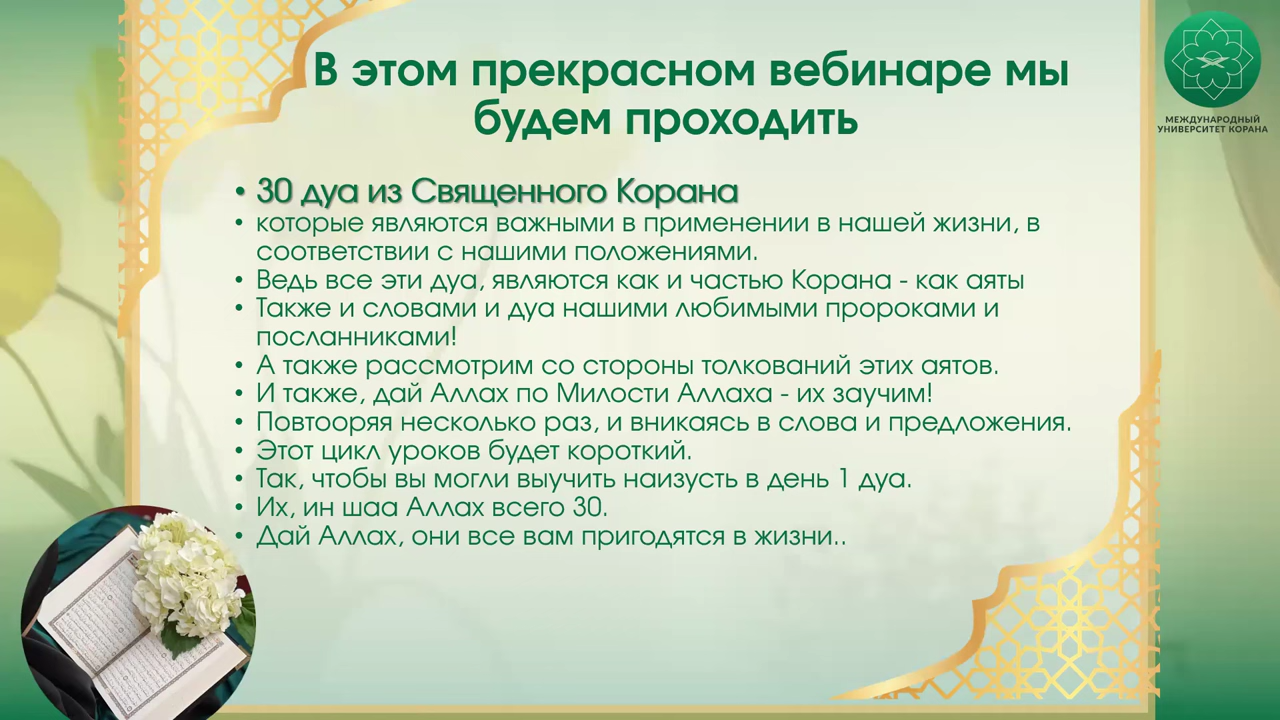 В этом прекрасном вебинаре мы
будем проходить
МЕЖДУНАРОДНЫЙ
УНИВЕРСИТЕТ КОРАНА
• 30 дуа из Священного Корана
• которые являются важными в применении в нашей жизни, в
соответствии с нашими положениями.
• Ведь все эти дуа, являются как и частью Корана - как аяты
• Также и словами и дуа нашими любимыми пророками и
посланниками!
• А также рассмотрим со стороны толкований этих аятов.
• И также, дай Аллах по Милости Аллаха - их заучим!
• Повтооряя несколько раз, и вникаясь в слова и предложения.
• Этот цикл уроков будет короткий.
• Так, чтобы вы могли выучить наизусть в день 1 дуа.
• Их, ин шаа Аллах всего 30.
• Дай Аллах, они все вам пригодятся в жизни..